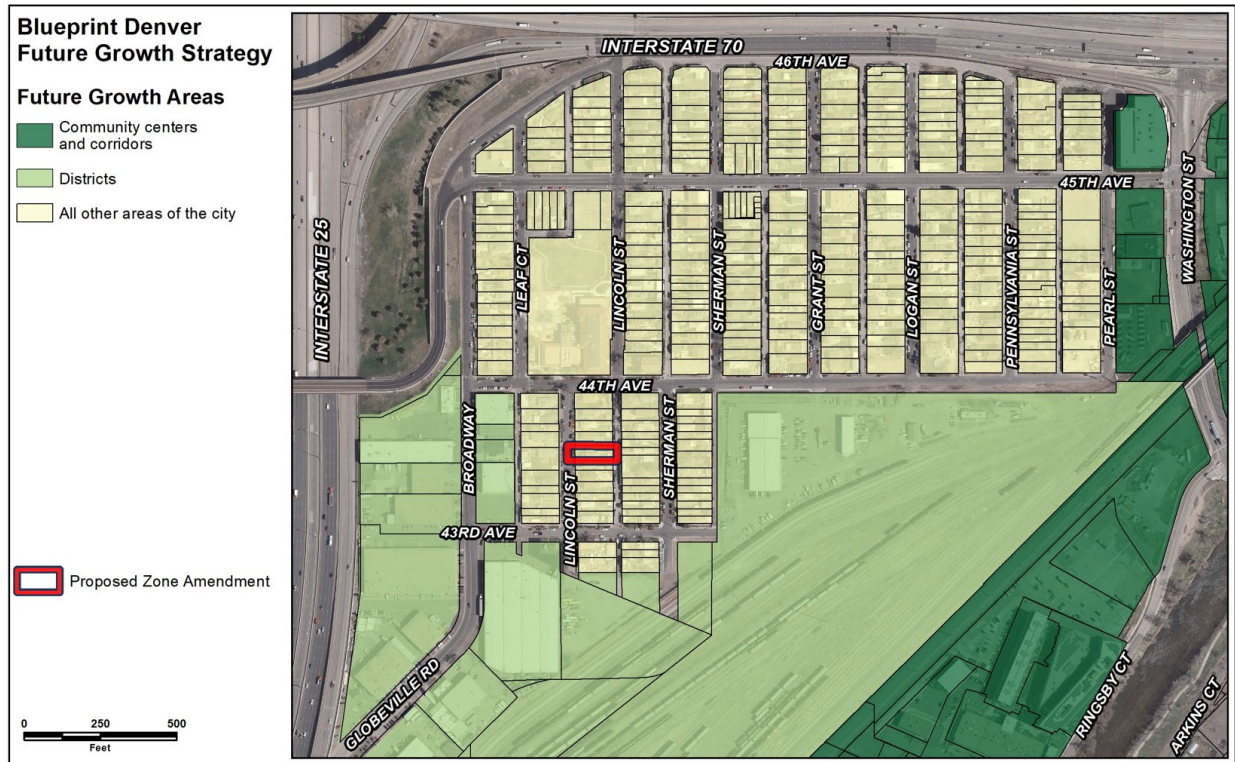 Blueprint Denver
Future Growth Strategy
Future Growth Areas
Community centers
and corridors
Districts
All other areas of the city
Proposed Zone Amendment
0 250 500
Feet
INTERSTATE 70
46TH AVE
45TH AVE
WASHINGTON ST
INTERSTATE 25
LEAF CT
LINCOLN ST
SHERMAN ST
GRANT ST
LOGAN ST
PENNSYLVANIA ST
PEARL ST
44TH AVE
BROADWAY
LINCOLN ST
SHERMAN ST
43RD AVE
GLOBEVILLE RD
RINGSBY CT
ARKINS CT